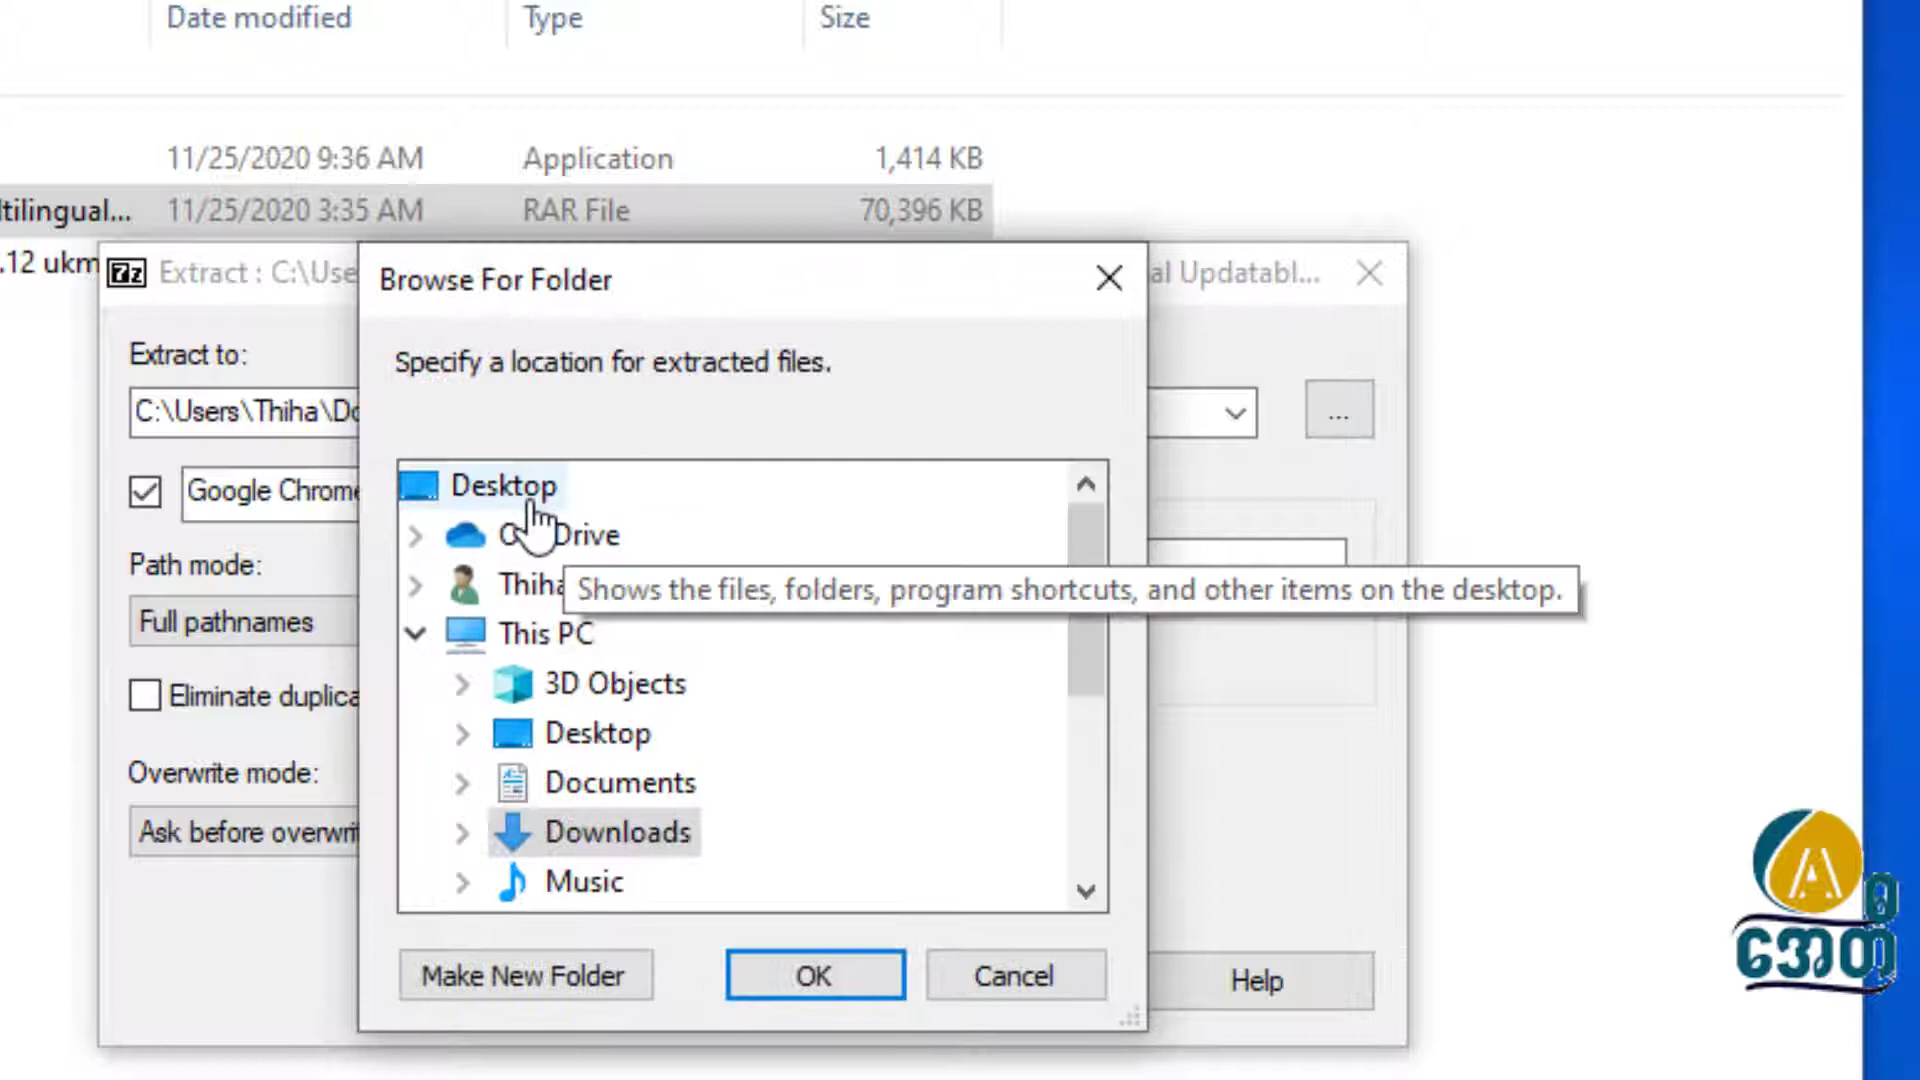 Date modified Type Size
11/25/2020 9:36 AM Application 1,414 KB
ltilingual... 11/25/2020 3:35 AM RAR File 70,396 KB
.12 ukm
7z Extract : C:\Use al Updatabl...
Browse For Folder
Specify a location for extracted files.
Extract to:
C:\Users\Thiha\Do
...
Google Chrome
Path mode:
Full pathnames
Eliminate duplica
Overwrite mode:
Ask before overwrit
Desktop
Drive
Thiha
Shows the files, folders, program shortcuts, and other items on the desktop.
This PC
3D Objects
Desktop
Documents
Downloads
Music
Make New Folder OK Cancel Help
A